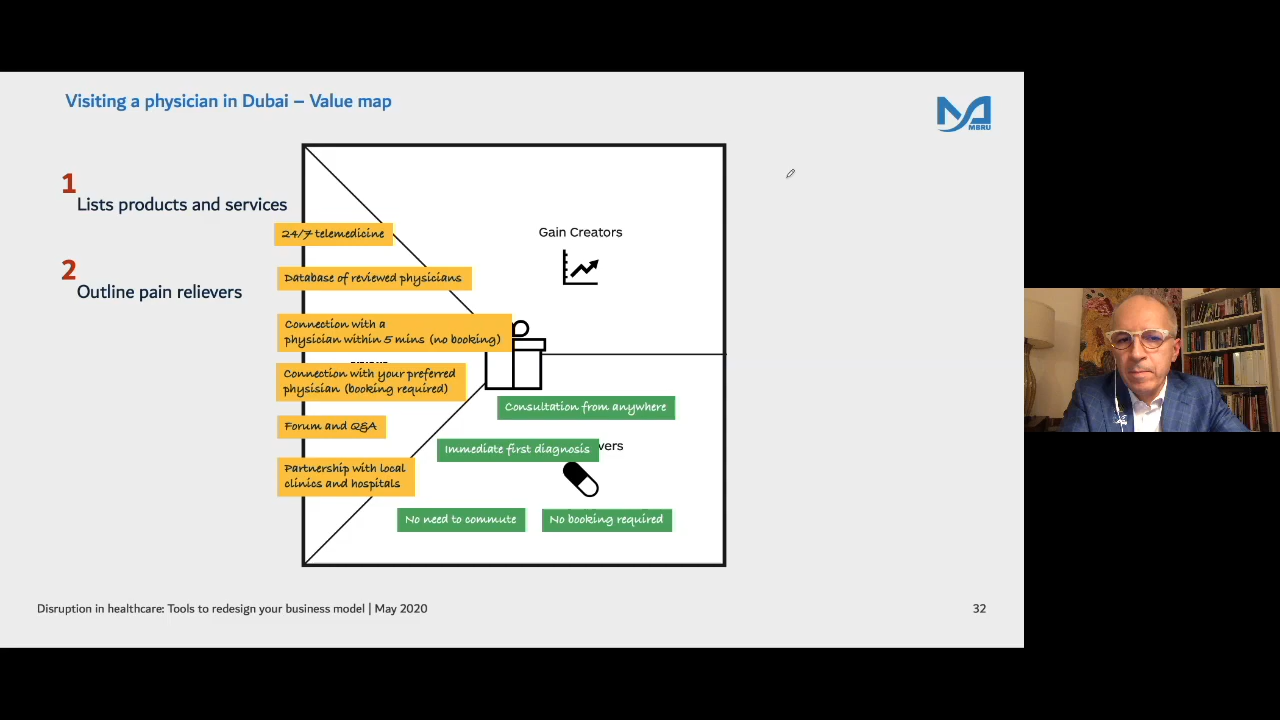 Visiting a physician in Dubai – Value map
MBRU
1
Lists products and services
2
Outline pain relievers
24/7 telemedicine
Database of reviewed physicians
Connection with a
physician within 5 mins (no booking)
Connection with your preferred
physisian (booking required)
Forum and Q&A
Partnership with local
clinics and hospitals
Gain Creators
Consultation from anywhere
Immediate first diagnosis
vers
No need to commute
No booking required
Disruption in healthcare: Tools to redesign your business model | May 2020
32